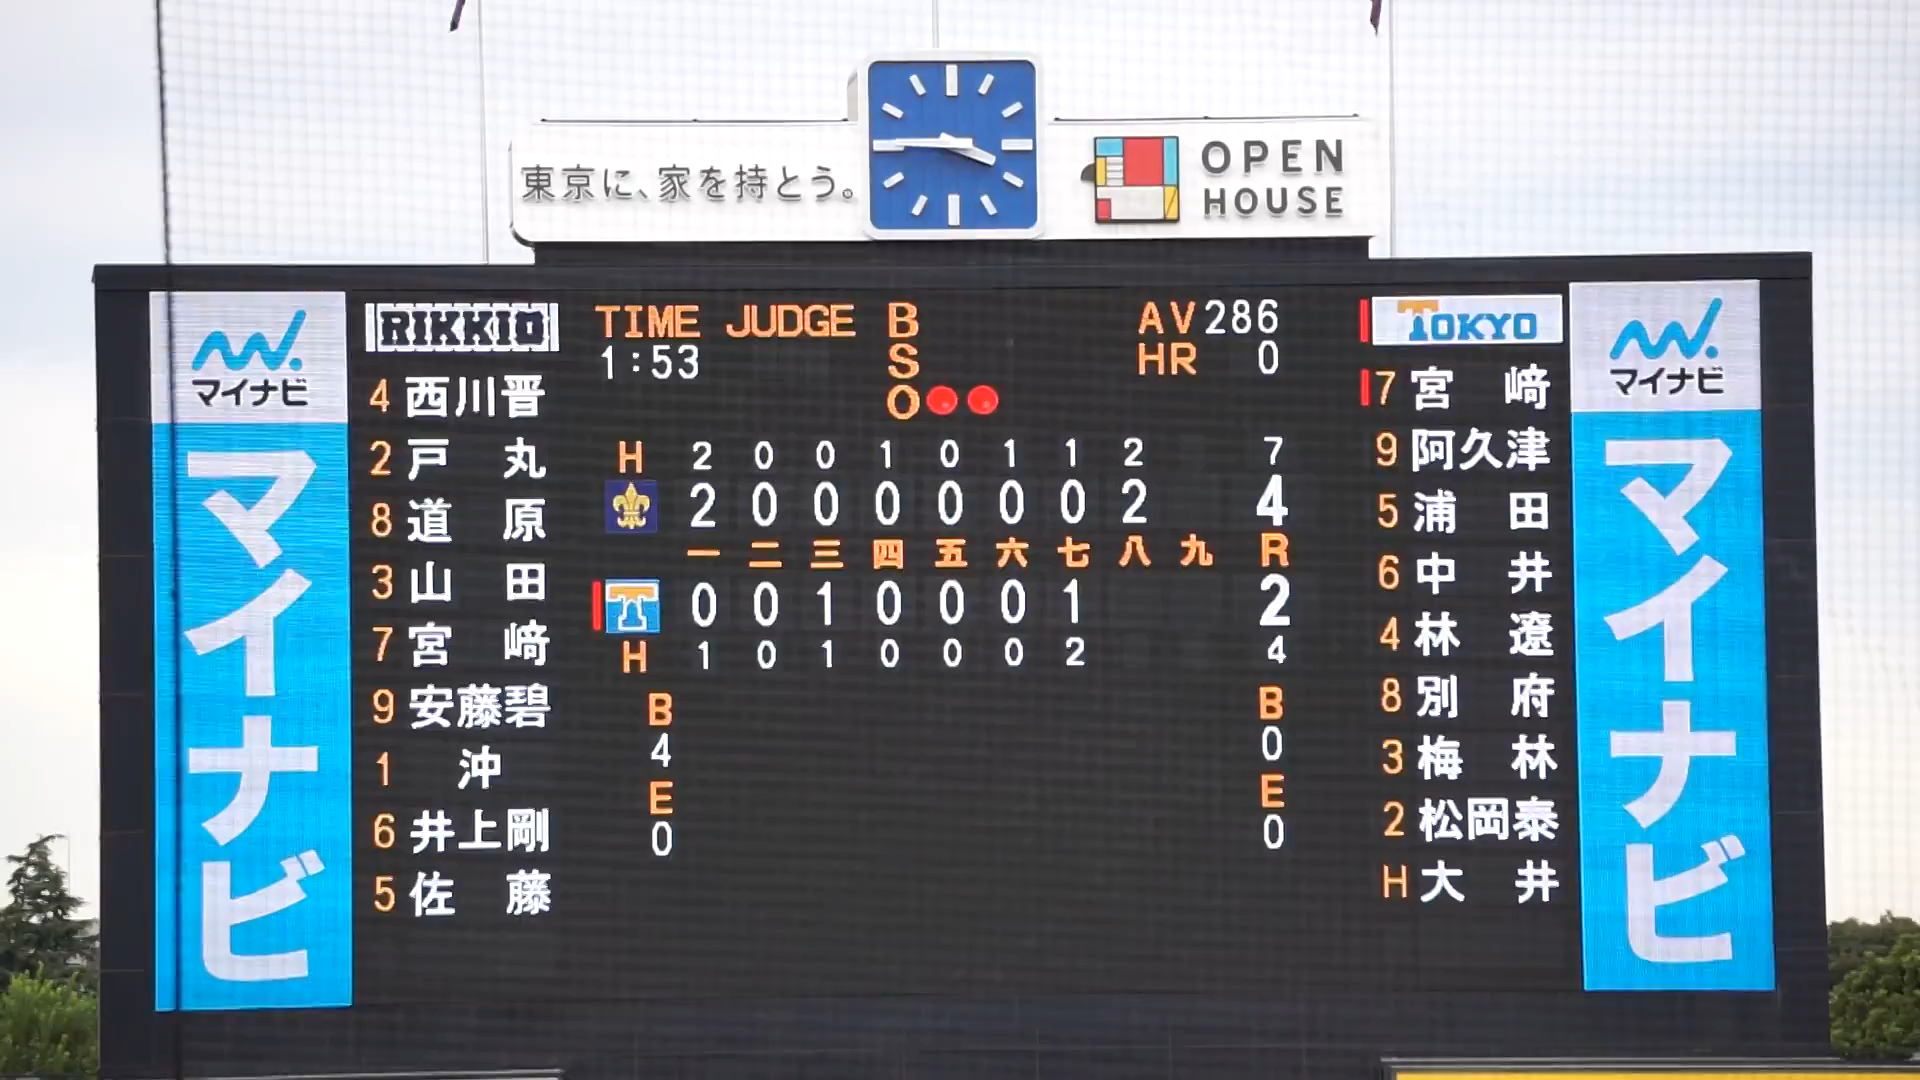 東京に、家を持とう。
OPEN
HOUSE
マイナビ
マイナビ
RIKKIO
4 西川晋
2 戸 丸
8 道 原
3 山 田
7 宮 﨑
9 安藤碧
1 沖
6 井上剛
5 佐 藤
TIME JUDGE B
1:53 S
O
AV 286
HR 0
H 2 0 0 1 0 1 1 2 7
2 0 0 0 0 0 0 2 4
一 二 三 四 五 六 七 八 九 R
T 0 0 1 0 0 0 1 2
H 1 0 1 0 0 0 2 4
B B
4 0
E E
0 0
TOKYO
7 宮 﨑
9 阿久津
5 浦 田
6 中 井
4 林 遼
8 別 府
3 梅 林
2 松岡泰
H 大 井
マイナビ
マイナビ